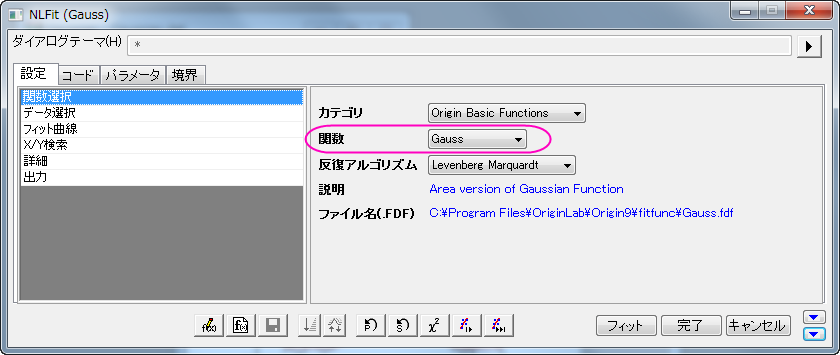 NLFit (Gauss)
ダイアログテーマ(H) *
設定 コード パラメータ 境界
関数選択
データ選択
フィット曲線
X/Y検索
詳細
出力
カテゴリ Origin Basic Functions
関数 Gauss
反復アルゴリズム Levenberg Marquardt
説明 Area version of Gaussian Function
ファイル名(.FDF) C:¥Program Files¥OriginLab¥Origin9¥fitfunc¥Gauss.fdf
フィット 完了 キャンセル